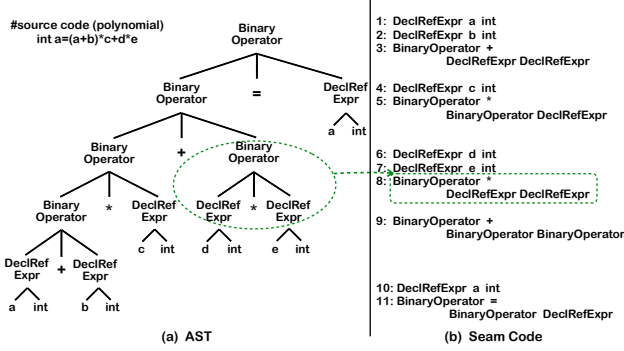 #source code (polynomial)
int a=(a+b)*c+d*e
Binary
Operator
Binary
Operator
=
DeclRef
Expr
a int
Binary
Operator
+
Binary
Operator
Binary
Operator
*
DeclRef
Expr
DeclRef
Expr
*
DeclRef
Expr
c int
d int
e int
DeclRef
Expr
+
DeclRef
Expr
a int
b int
(a) AST
1: DeclRefExpr a int
2: DeclRefExpr b int
3: BinaryOperator +
DeclRefExpr DeclRefExpr
4: DeclRefExpr c int
5: BinaryOperator *
BinaryOperator DeclRefExpr
6: DeclRefExpr d int
7: DeclRefExpr e int
8: BinaryOperator *
DeclRefExpr DeclRefExpr
9: BinaryOperator +
BinaryOperator BinaryOperator
10: DeclRefExpr a int
11: BinaryOperator =
BinaryOperator DeclRefExpr
(b) Seam Code